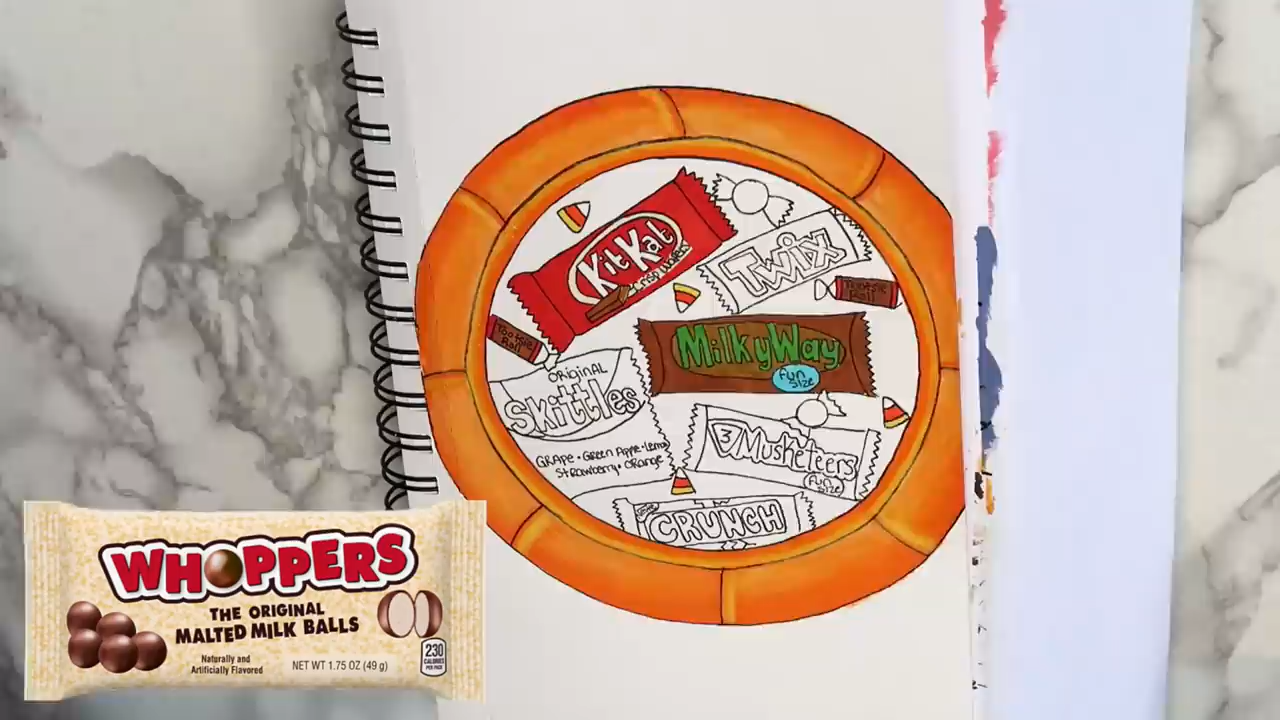 KitKat
crisp wafers
Twix
Tootsie
Roll
Tootsie
Roll
MilkyWay
fun
size
ORiGiNAL
Skittles
GRAPE • Green Apple • Lemon
Strawberry • Orange
3 Musketeers
fun
size
CRUNCH
WHOPPERS
THE ORIGINAL
MALTED MILK BALLS
Naturally and
Artificially Flavored
NET WT 1.75 OZ (49 g)
230
CALORIES
PER PACK